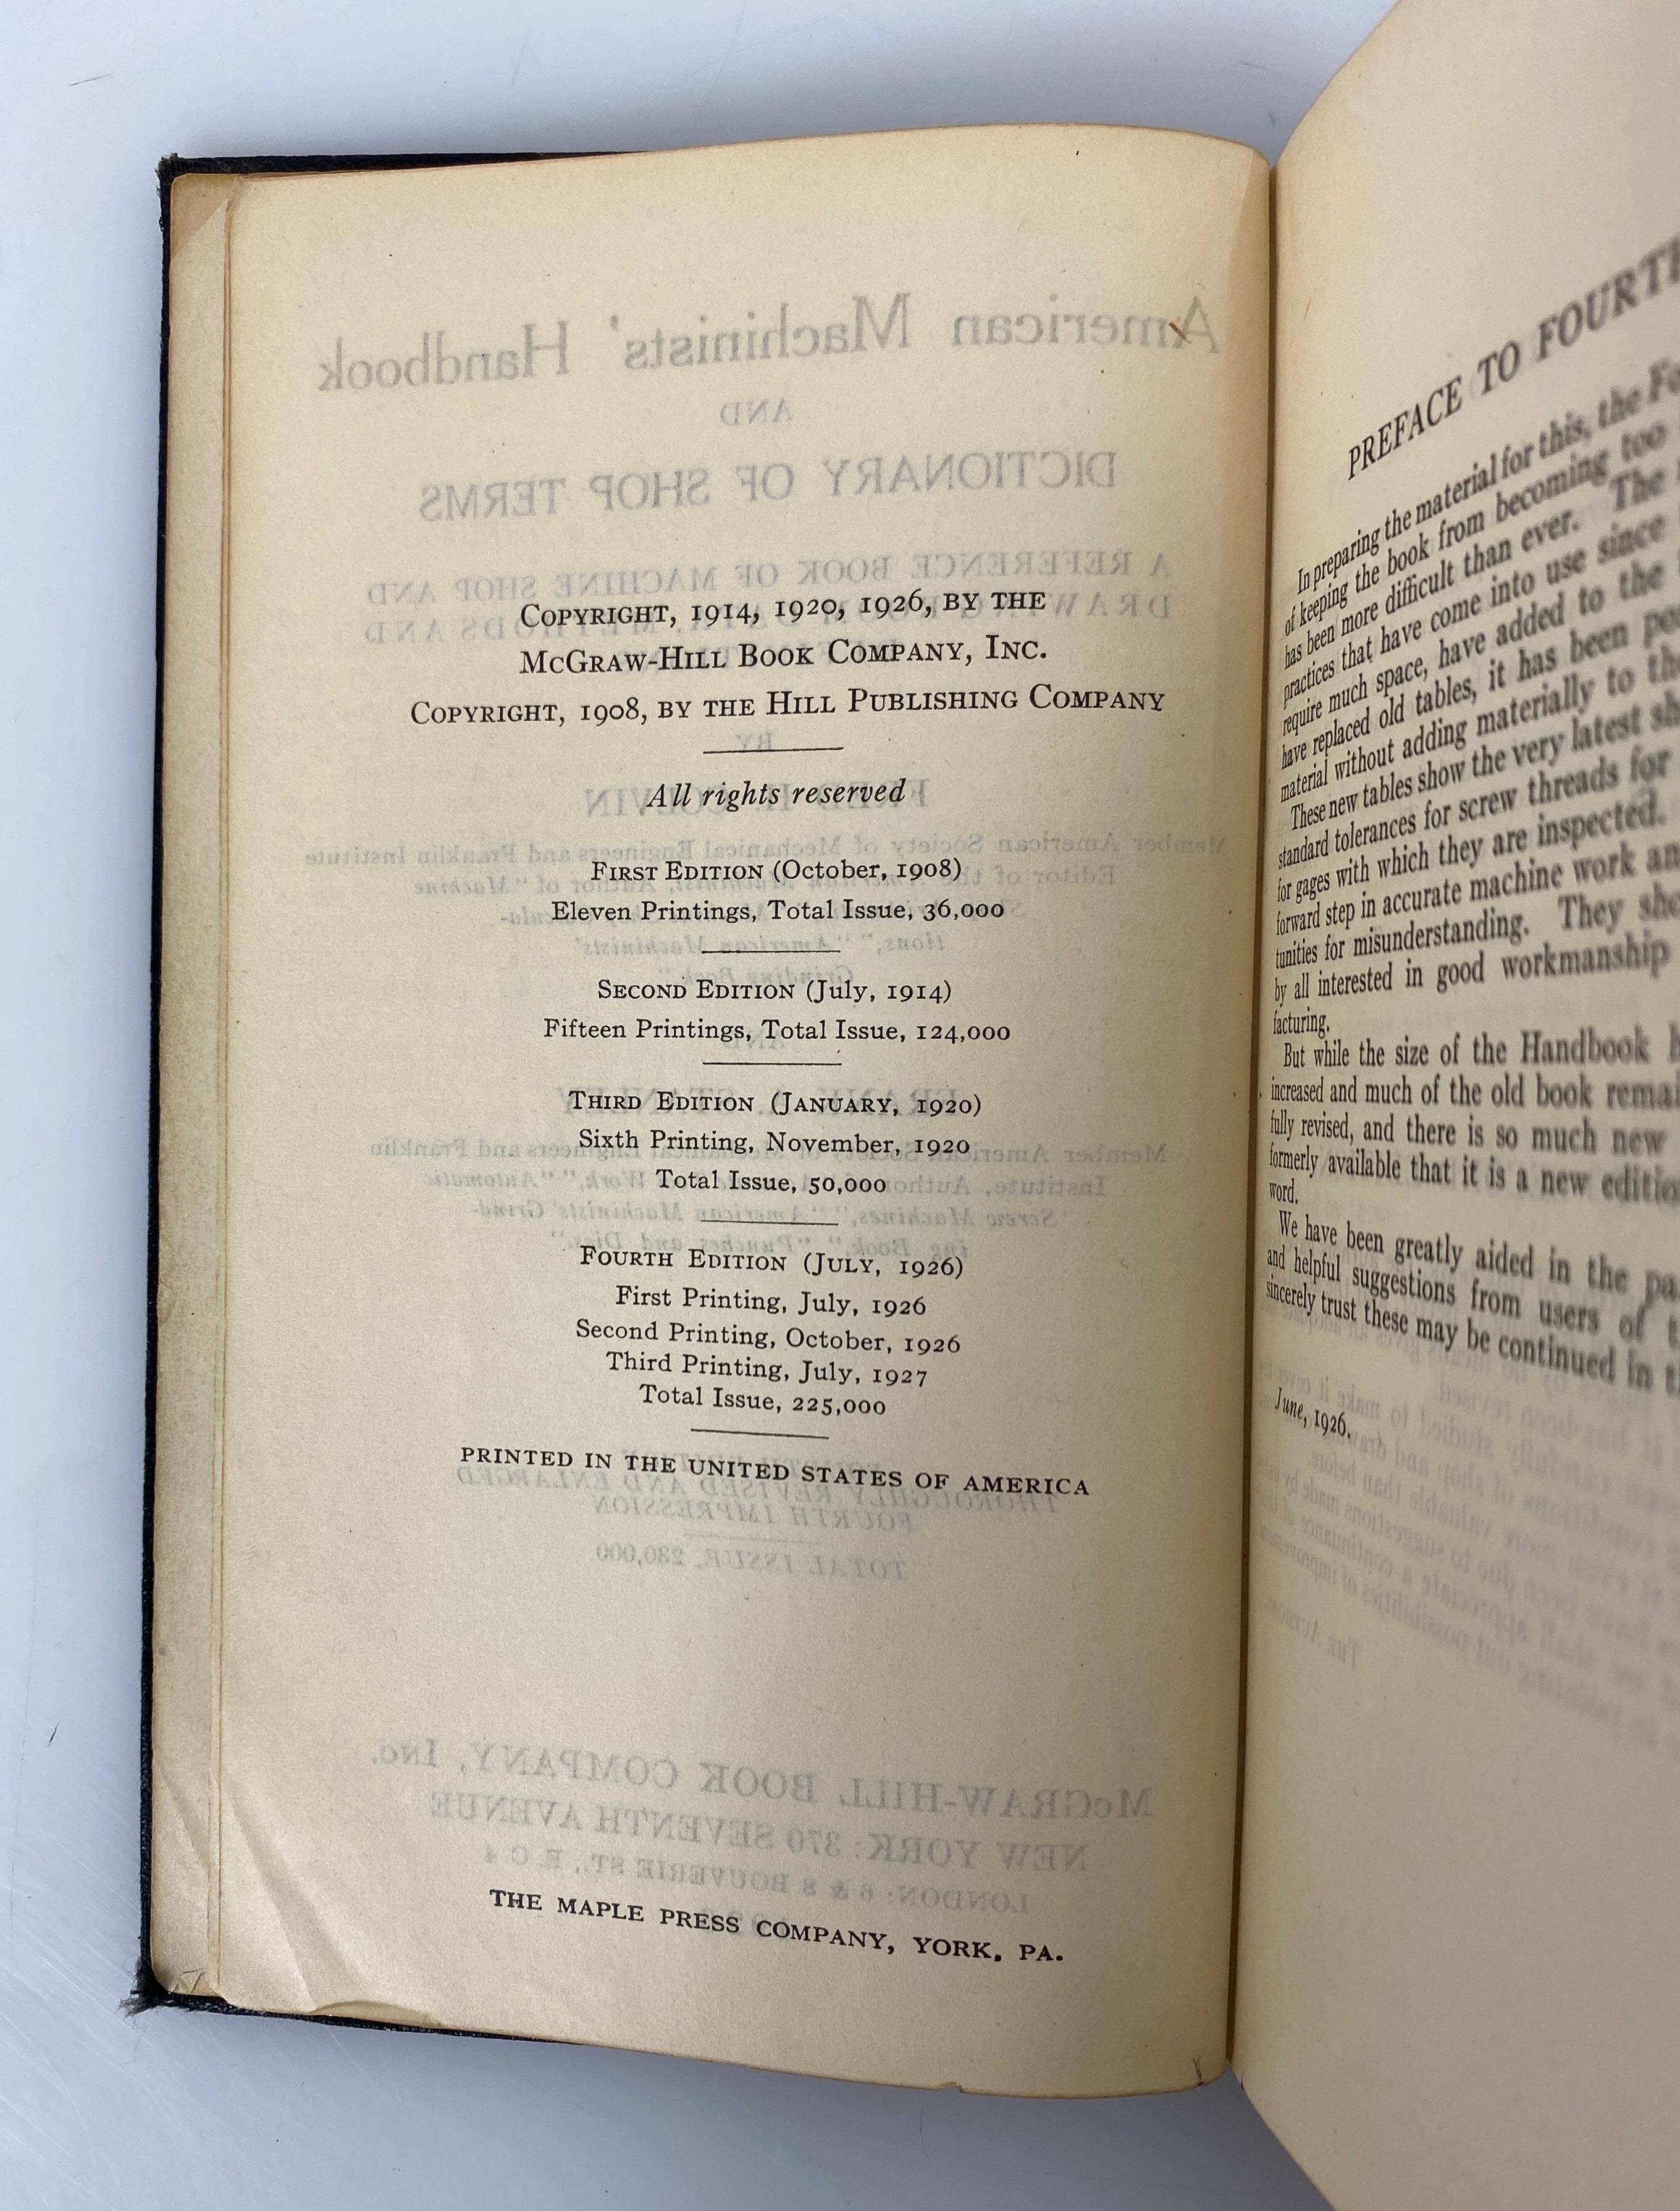 COPYRIGHT, 1914, 1920, 1926, BY THE
MCGRAW-HILL BOOK COMPANY, INC.
COPYRIGHT, 1908, BY THE HILL PUBLISHING COMPANY
All rights reserved
FIRST EDITION (October, 1908)
Eleven Printings, Total Issue, 36,000
SECOND EDITION (July, 1914)
Fifteen Printings, Total Issue, 124,000
THIRD EDITION (JANUARY, 1920)
Sixth Printing, November, 1920
Total Issue, 50,000
FOURTH EDITION (JULY, 1926)
First Printing, July, 1926
Second Printing, October, 1926
Third Printing, July, 1927
Total Issue, 225,000
PRINTED IN THE UNITED STATES OF AMERICA
THE MAPLE PRESS COMPANY, YORK, PA.
PREFACE TO FOURTH
In preparing the material for this, the
of keeping the book from becoming too
has been more difficult than ever. The
practices that have come into use since
require much space, have added to the
have replaced old tables, it has been
material without adding materially to the
These new tables show the very latest
standard tolerances for screw threads for
for gages with which they are inspected.
forward step in accurate machine work
tunities for misunderstanding. They
by all interested in good workmanship
facturing.
But while the size of the Handbook
increased and much of the old book
fully revised, and there is so much new
formerly available that it is a new
word.
We have been greatly aided in the
and helpful suggestions from users of
sincerely trust these may be continued in
June, 1926.